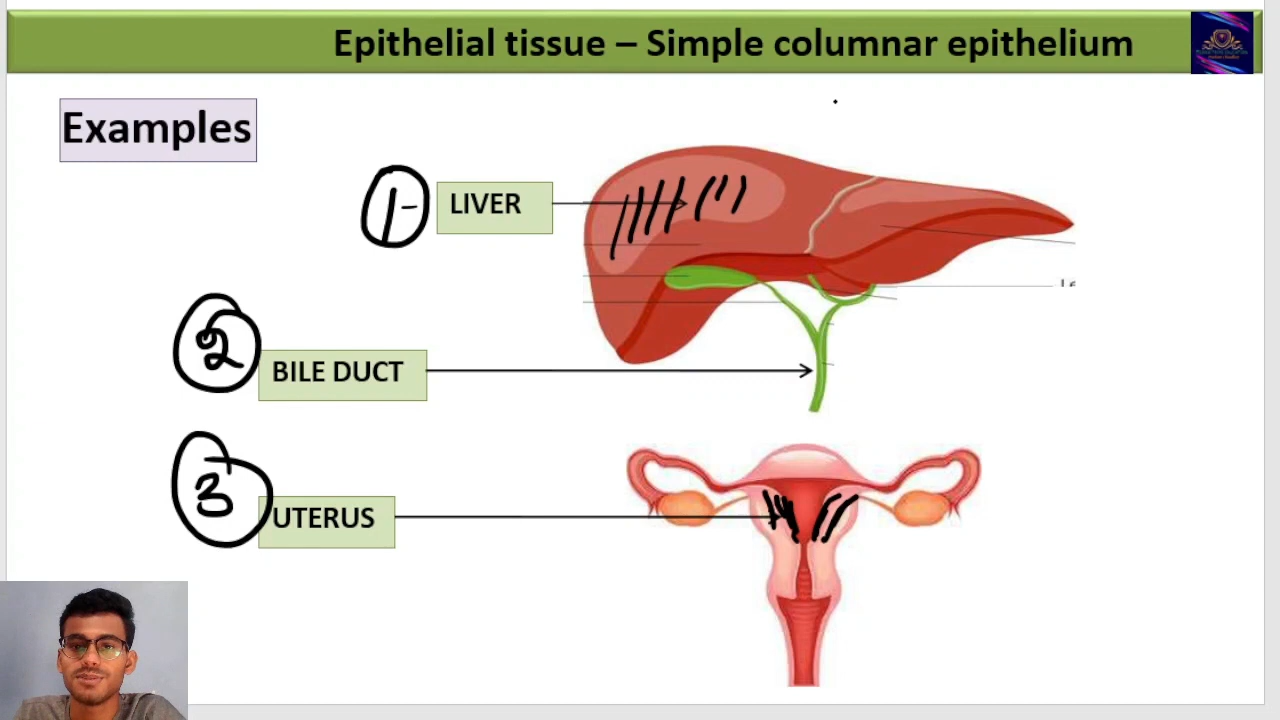 Epithelial tissue – Simple columnar epithelium
Examples
1-
LIVER
2
BILE DUCT
3
UTERUS